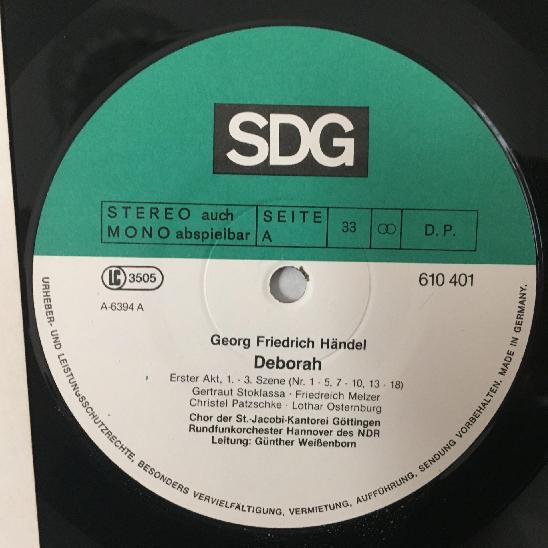 SDG
STEREO auch
MONO abspielbar
SEITE
A
33
D. P.
LC 3505
610 401
A-6394 A
Georg Friedrich Händel
Deborah
Erster Akt, 1. - 3. Szene (Nr. 1 - 5, 7 - 10, 13 - 18)
Gertraut Stoklassa · Friedreich Melzer
Christel Patzschke · Lothar Osternburg
Chor der St.-Jacobi-Kantorei Göttingen
Rundfunkorchester Hannover des NDR
Leitung: Günther Weißenborn
URHEBER- UND LEISTUNGSSCHUTZRECHTE, BESONDERS VERVIELFÄLTIGUNG, VERMIETUNG, AUFFÜHRUNG, SENDUNG VORBEHALTEN. MADE IN GERMANY.